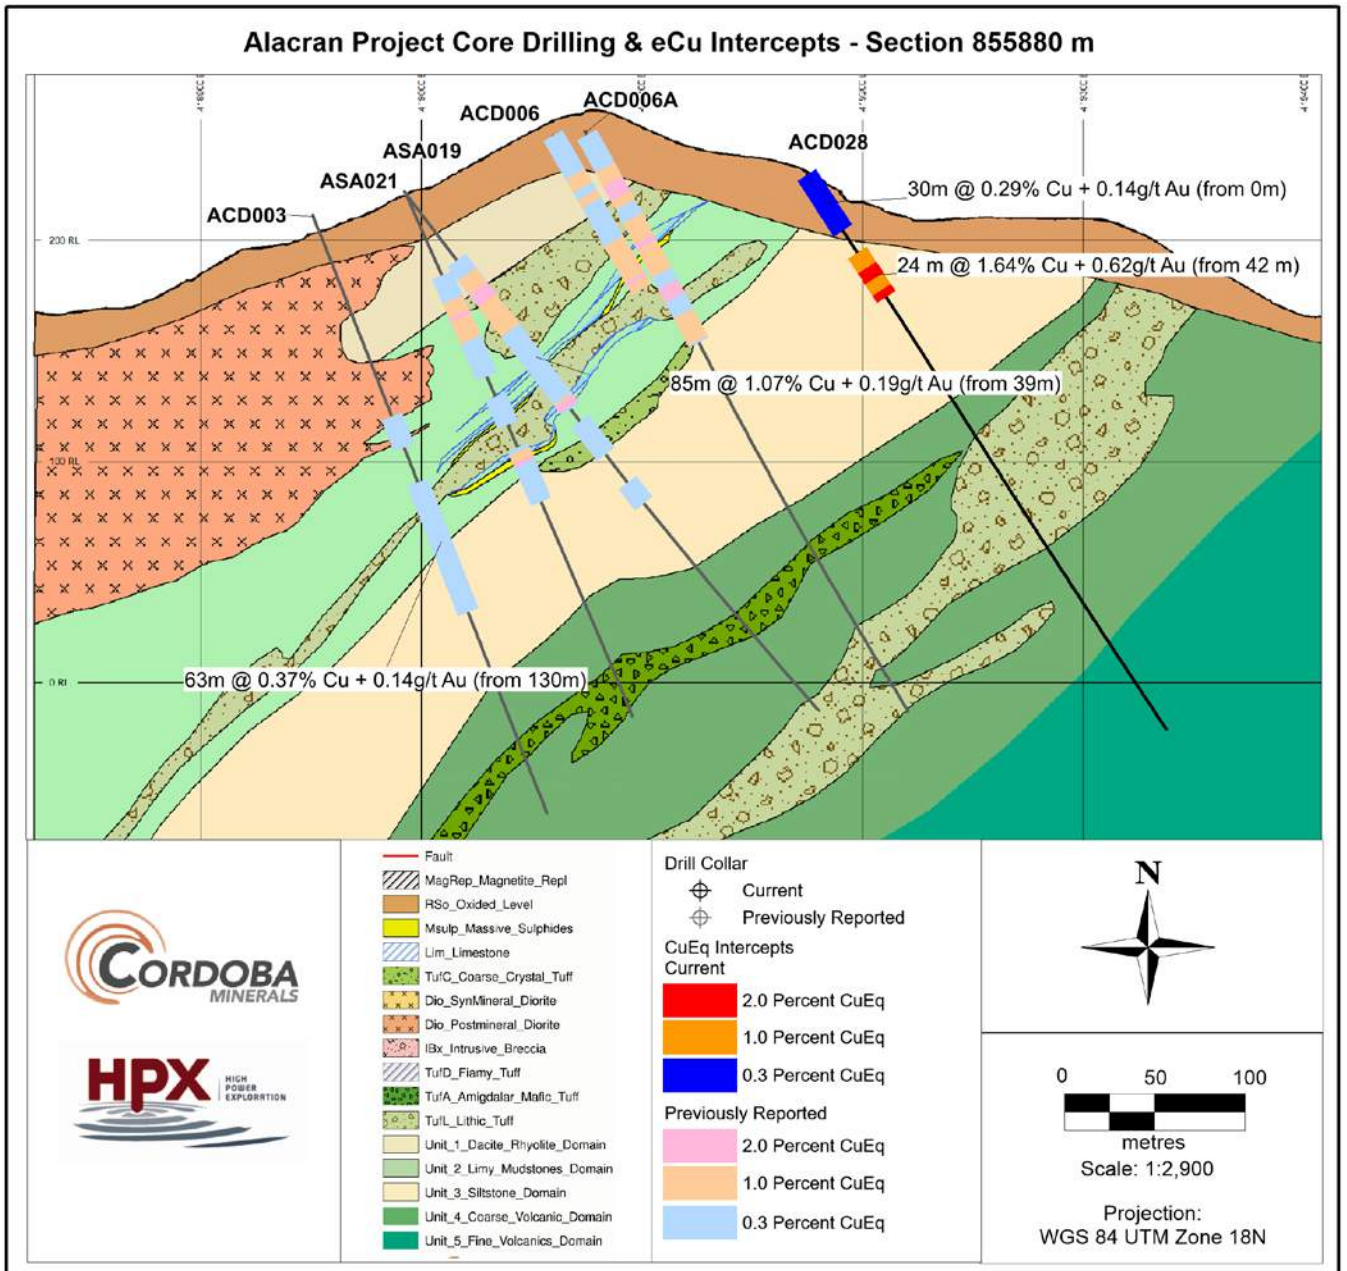 Alacran Project Core Drilling & eCu Intercepts - Section 855880 m
ACD006
ACD006A
ACD028
ASA019
ASA021
ACD003
30m @ 0.29% Cu + 0.14g/t Au (from 0m)
200 RL
24 m @ 1.64% Cu + 0.62g/t Au (from 42 m)
85m @ 1.07% Cu + 0.19g/t Au (from 39m)
100 RL
63m @ 0.37% Cu + 0.14g/t Au (from 130m)
0 RL
CORDOBA
MINERALS
HPX
HIGH
POWER
EXPLORATION
Fault
MagRep_Magnetite_Repl
RSo_Oxided_Level
Msulp_Massive_Sulphides
Lim_Limestone
TufC_Coarse_Crystal_Tuff
Dio_SynMineral_Diorite
Dio_Postmineral_Diorite
IBx_Intrusive_Breccia
TufD_Fiamy_Tuff
TufA_Amigdalar_Mafic_Tuff
TufL_Lithic_Tuff
Unit_1_Dacite_Rhyolite_Domain
Unit_2_Limy_Mudstones_Domain
Unit_3_Siltstone_Domain
Unit_4_Coarse_Volcanic_Domain
Unit_5_Fine_Volcanics_Domain
Drill Collar
Current
Previously Reported
CuEq Intercepts
Current
2.0 Percent CuEq
1.0 Percent CuEq
0.3 Percent CuEq
Previously Reported
2.0 Percent CuEq
1.0 Percent CuEq
0.3 Percent CuEq
N
0 50 100
metres
Scale: 1:2,900
Projection:
WGS 84 UTM Zone 18N